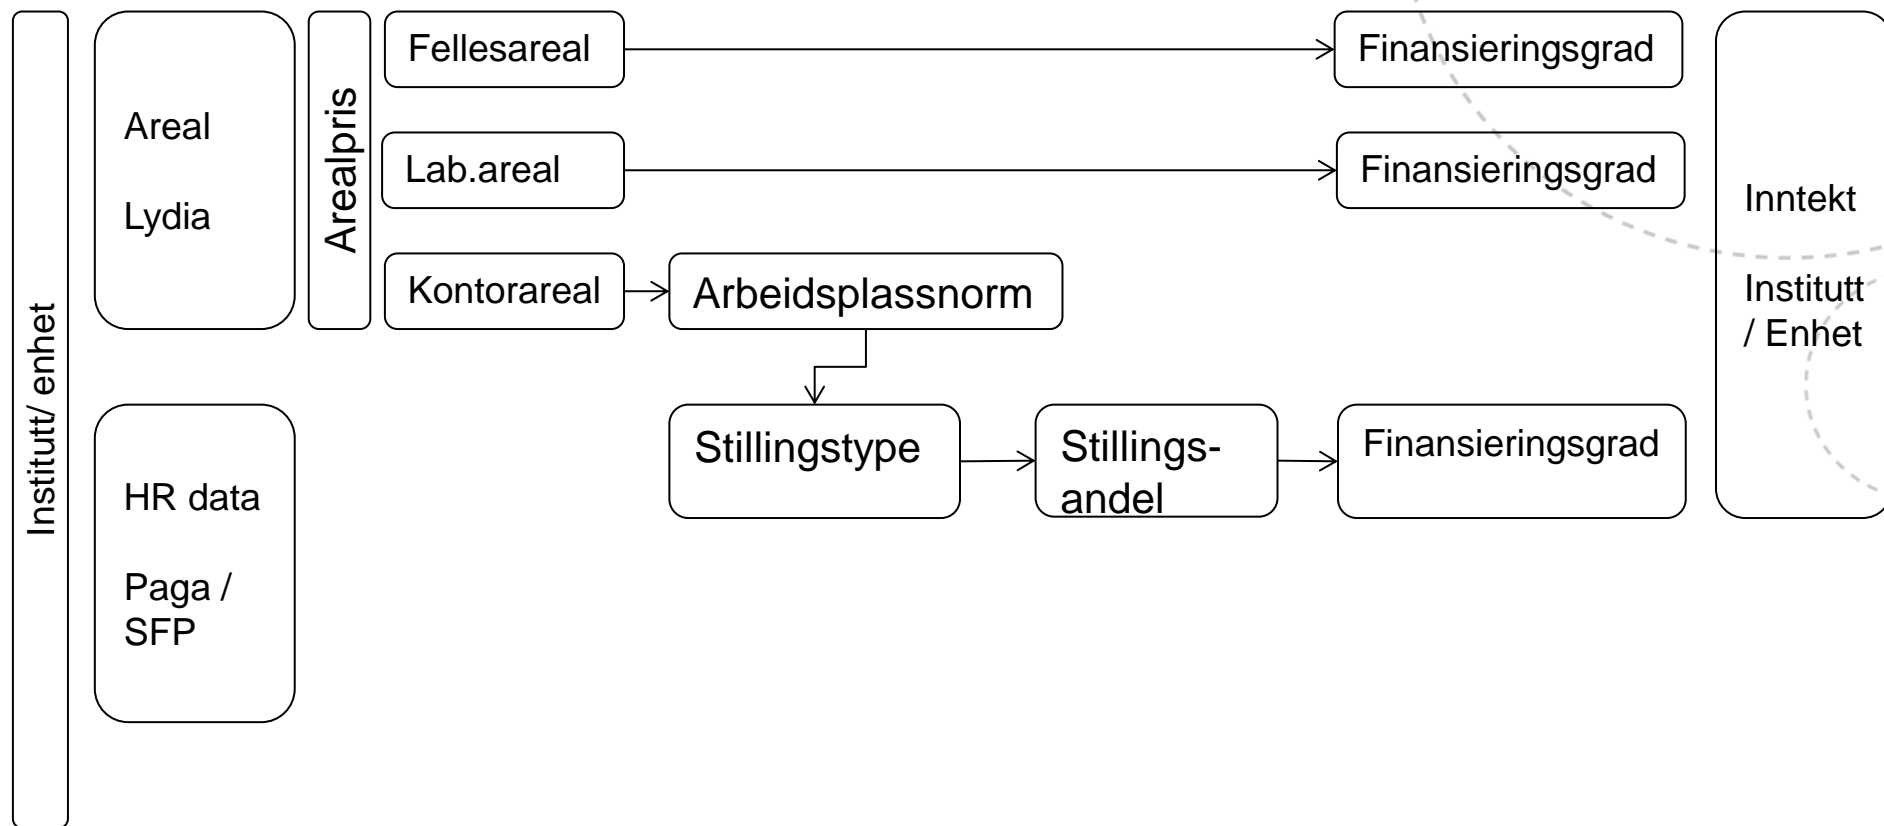 Institutt/ enhet
Areal
Lydia
HR data
Paga /
SFP
Arealpris
Fellesareal
Finansieringsgrad
Lab.areal
Finansieringsgrad
Kontorareal
Arbeidsplassnorm
Stillingstype
Stillings-
andel
Finansieringsgrad
Inntekt
Institutt
/ Enhet